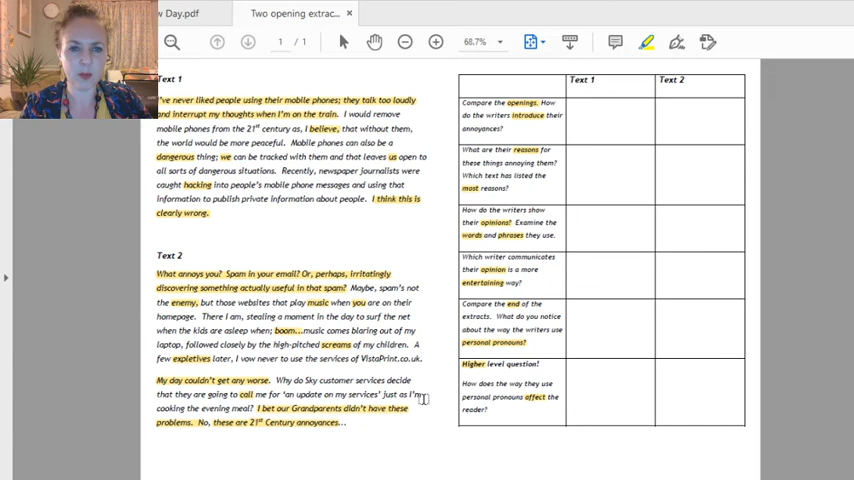 w Day.pdf
Two opening extrac...
1 / 1
68.7%
Text 1
I've never liked people using their mobile phones; they talk too loudly
and interrupt my thoughts when I'm on the train. I would remove
mobile phones from the 21st century as, I believe, that without them,
the world would be more peaceful. Mobile phones can also be a
dangerous thing; we can be tracked with them and that leaves us open to
all sorts of dangerous situations. Recently, newspaper journalists were
caught hacking into people's mobile phone messages and using that
information to publish private information about people. I think this is
clearly wrong.
Text 2
What annoys you? Spam in your email? Or, perhaps, irritatingly
discovering something actually useful in that spam? Maybe, spam's not
the enemy, but those websites that play music when you are on their
homepage. There I am, stealing a moment in the day to surf the net
when the kids are asleep when; boom...music comes blaring out of my
laptop, followed closely by the high-pitched screams of my children. A
few expletives later, I vow never to use the services of VistaPrint.co.uk.
My day couldn't get any worse. Why do Sky customer services decide
that they are going to call me for 'an update on my services' just as I'm
cooking the evening meal? I bet our Grandparents didn't have these
problems. No, these are 21st Century annoyances...
Text 1
Text 2
Compare the openings. How
do the writers introduce their
annoyances?
What are their reasons for
these things annoying them?
Which text has listed the
most reasons?
How do the writers show
their opinions? Examine the
words and phrases they use.
Which writer communicates
their opinion is a more
entertaining way?
Compare the end of the
extracts. What do you notice
about the way the writers use
personal pronouns?
Higher level question!
How does the way they use
personal pronouns affect the
reader?